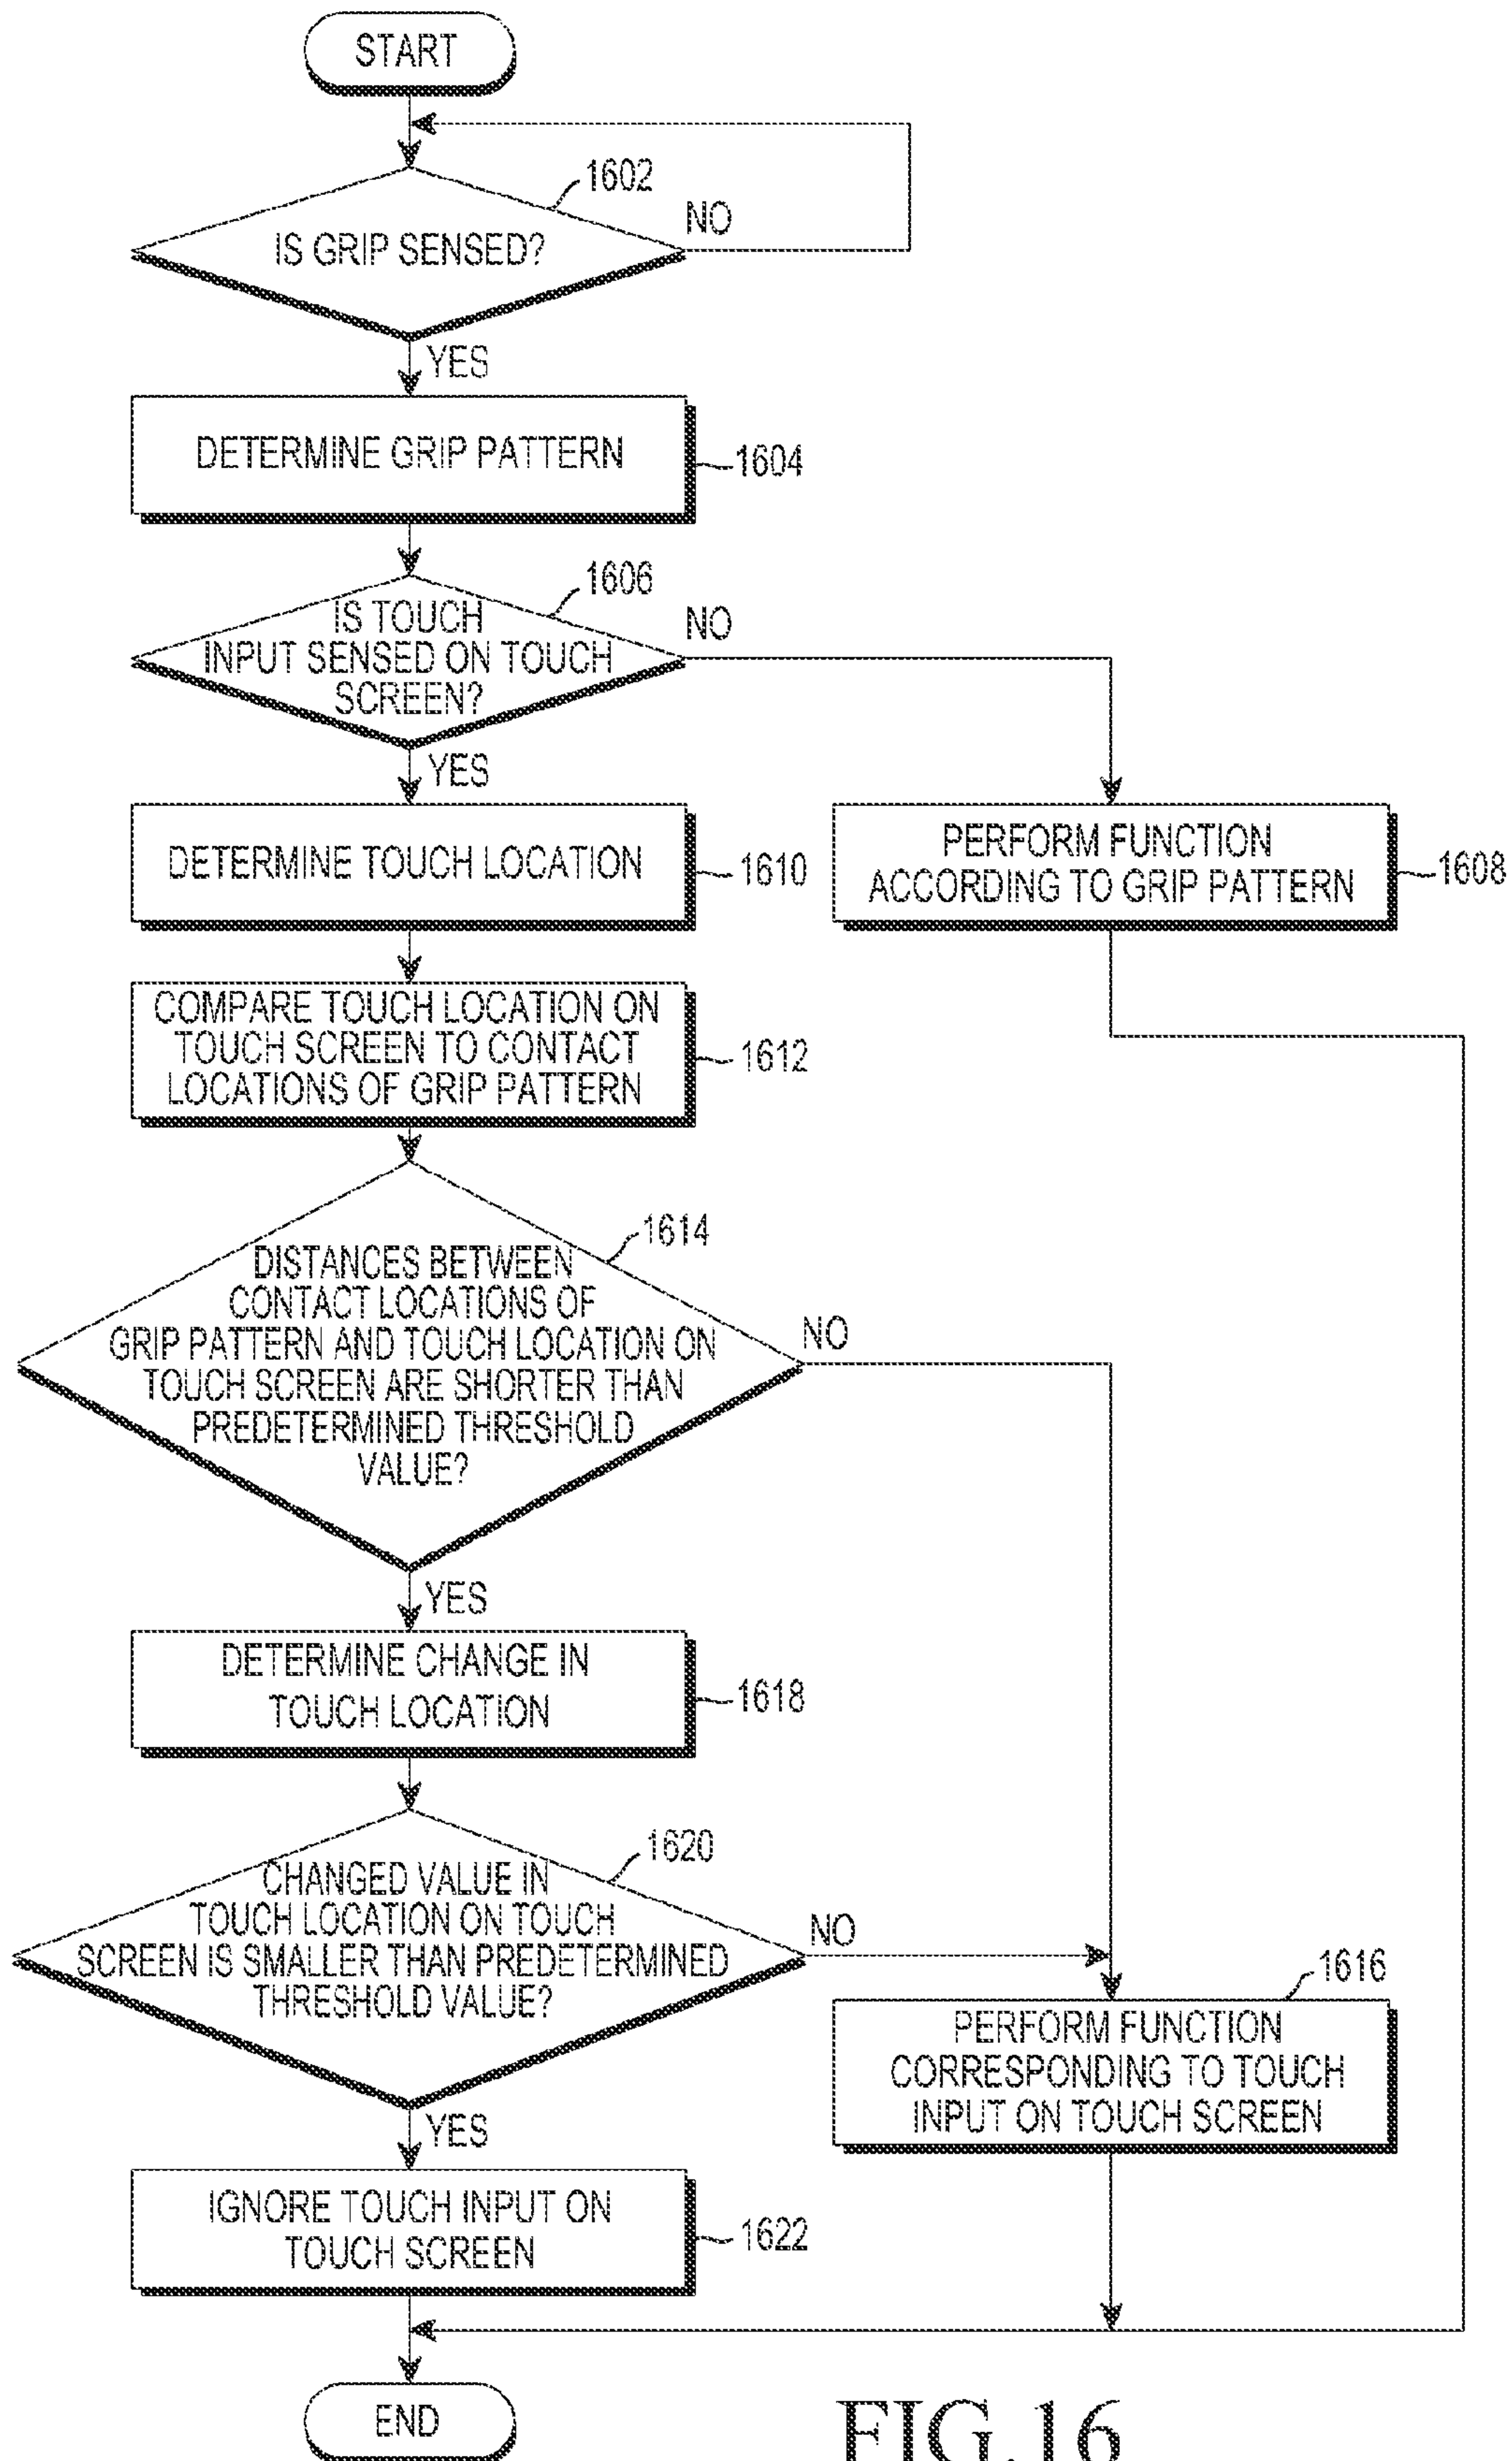 START
1602
NO
IS GRIP SENSED?
YES
DETERMINE GRIP PATTERN
1604
1606
NO
IS TOUCH
INPUT SENSED ON TOUCH
SCREEN?
YES
DETERMINE TOUCH LOCATION
1610
PERFORM FUNCTION
ACCORDING TO GRIP PATTERN
1608
COMPARE TOUCH LOCATION ON
TOUCH SCREEN TO CONTACT
LOCATIONS OF GRIP PATTERN
1612
1614
DISTANCES BETWEEN
CONTACT LOCATIONS OF
GRIP PATTERN AND TOUCH LOCATION ON
TOUCH SCREEN ARE SHORTER THAN
PREDETERMINED THRESHOLD
VALUE?
NO
YES
DETERMINE CHANGE IN
TOUCH LOCATION
1618
1620
CHANGED VALUE IN
TOUCH LOCATION ON TOUCH
SCREEN IS SMALLER THAN PREDETERMINED
THRESHOLD VALUE?
NO
1616
PERFORM FUNCTION
CORRESPONDING TO TOUCH
INPUT ON TOUCH SCREEN
YES
IGNORE TOUCH INPUT ON
TOUCH SCREEN
1622
END
FIG.16